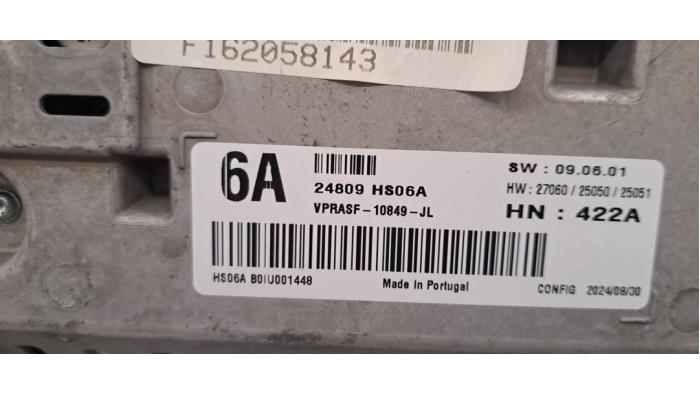 F162058143
6A
24809 HS06A
VPRASF-10849-JL
SW : 09.06.01
HW : 27060 / 25050 / 25051
HN : 422A
HS06A B0IU001448
Made in Portugal
CONFIG 2024/08/30